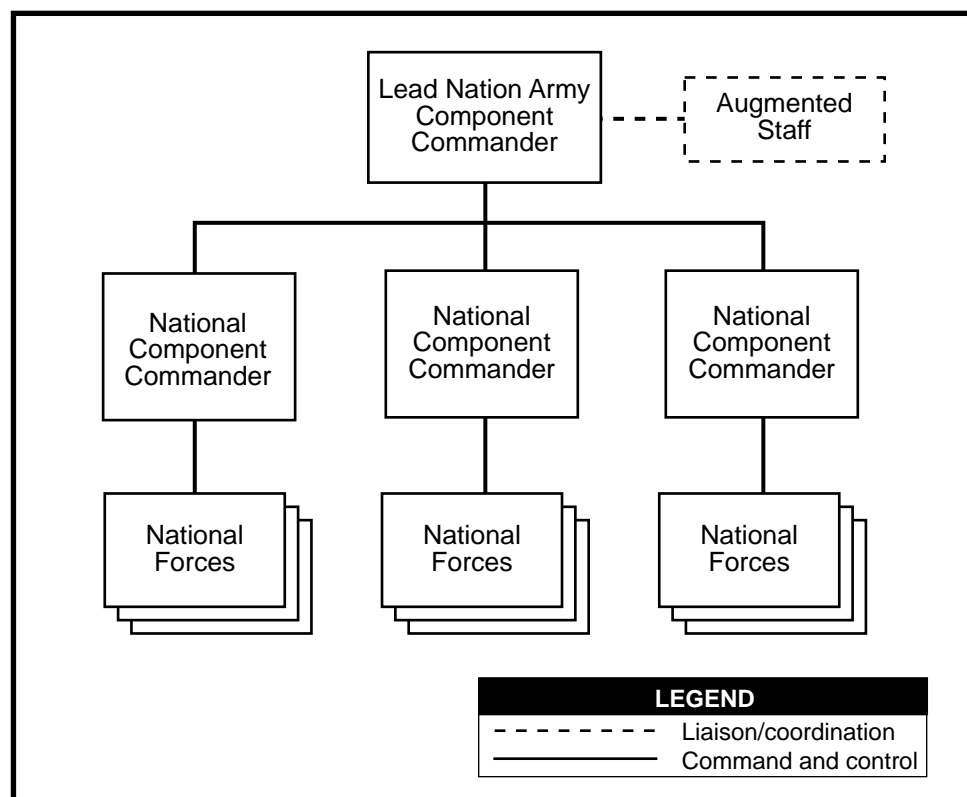 Lead Nation Army
Component
Commander
Augmented
Staff
National
Component
Commander
National
Component
Commander
National
Component
Commander
National
Forces
National
Forces
National
Forces
LEGEND
Liaison/coordination
Command and control